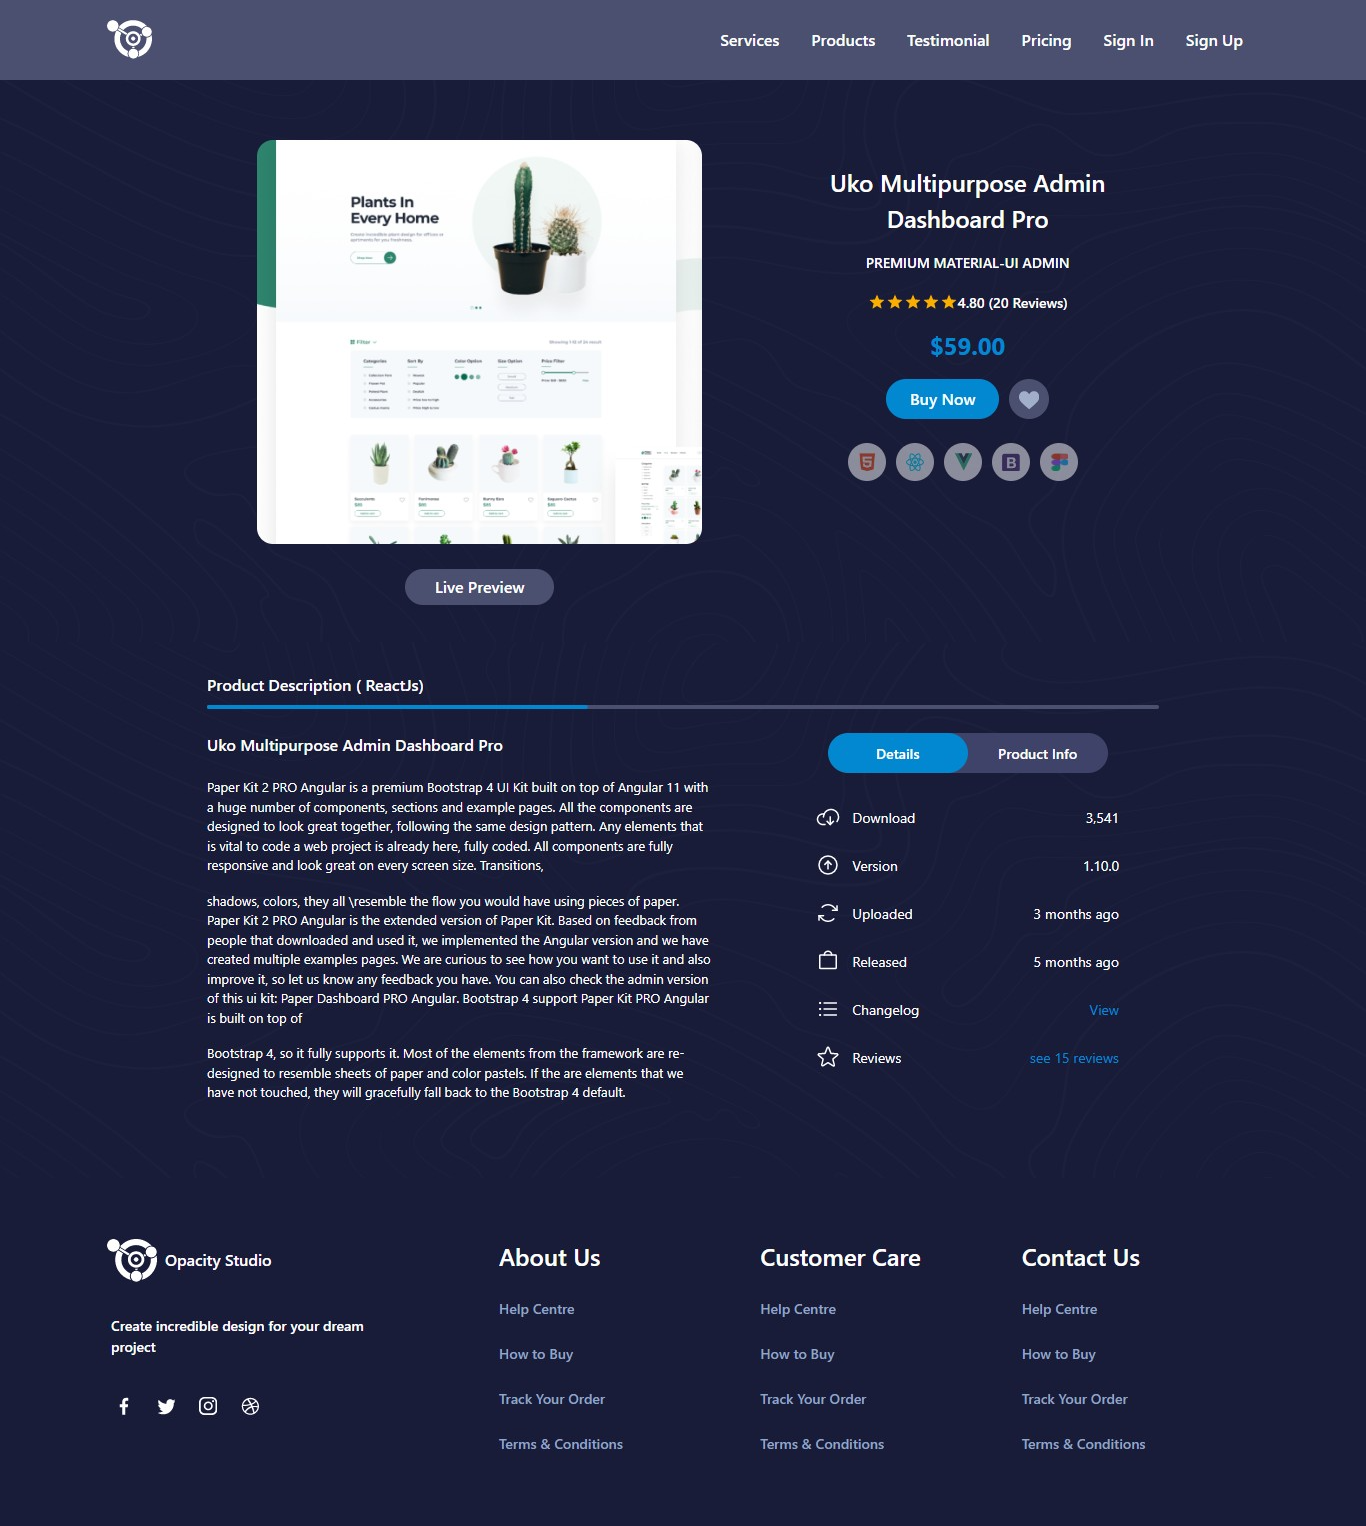 Services Products Testimonial Pricing Sign In Sign Up
Plants In
Every Home
Filter
Categories Sort By Color Option Size Option Price Filter
Uko Multipurpose Admin
Dashboard Pro
PREMIUM MATERIAL-UI ADMIN
4.80 (20 Reviews)
$59.00
Buy Now
Live Preview
Product Description ( ReactJs)
Uko Multipurpose Admin Dashboard Pro
Paper Kit 2 PRO Angular is a premium Bootstrap 4 UI Kit built on top of Angular 11 with
a huge number of components, sections and example pages. All the components are
designed to look great together, following the same design pattern. Any elements that
is vital to code a web project is already here, fully coded. All components are fully
responsive and look great on every screen size. Transitions,
shadows, colors, they all \resemble the flow you would have using pieces of paper.
Paper Kit 2 PRO Angular is the extended version of Paper Kit. Based on feedback from
people that downloaded and used it, we implemented the Angular version and we have
created multiple examples pages. We are curious to see how you want to use it and also
improve it, so let us know any feedback you have. You can also check the admin version
of this ui kit: Paper Dashboard PRO Angular. Bootstrap 4 support Paper Kit PRO Angular
is built on top of
Bootstrap 4, so it fully supports it. Most of the elements from the framework are re-
designed to resemble sheets of paper and color pastels. If the are elements that we
have not touched, they will gracefully fall back to the Bootstrap 4 default.
Details Product Info
Download 3,541
Version 1.10.0
Uploaded 3 months ago
Released 5 months ago
Changelog View
Reviews see 15 reviews
Opacity Studio
Create incredible design for your dream
project
About Us
Help Centre
How to Buy
Track Your Order
Terms & Conditions
Customer Care
Help Centre
How to Buy
Track Your Order
Terms & Conditions
Contact Us
Help Centre
How to Buy
Track Your Order
Terms & Conditions